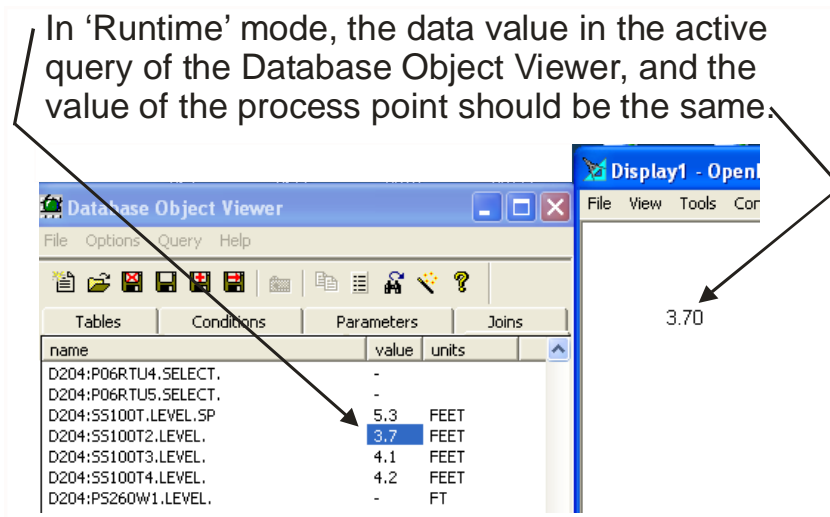 In ‘Runtime’ mode, the data value in the active
query of the Database Object Viewer, and the
value of the process point should be the same.
Display1 - Open
File View Tools
Database Object Viewer
File Options Query Help
Tables Conditions Parameters Joins
name value units
D204:P06RTU4.SELECT. -
D204:P06RTU5.SELECT. -
D204:SS100T.LEVEL.SP 5.3 FEET
D204:SS100T2.LEVEL. 3.7 FEET
D204:SS100T3.LEVEL. 4.1 FEET
D204:SS100T4.LEVEL. 4.2 FEET
D204:PS260W1.LEVEL. - FT
3.70